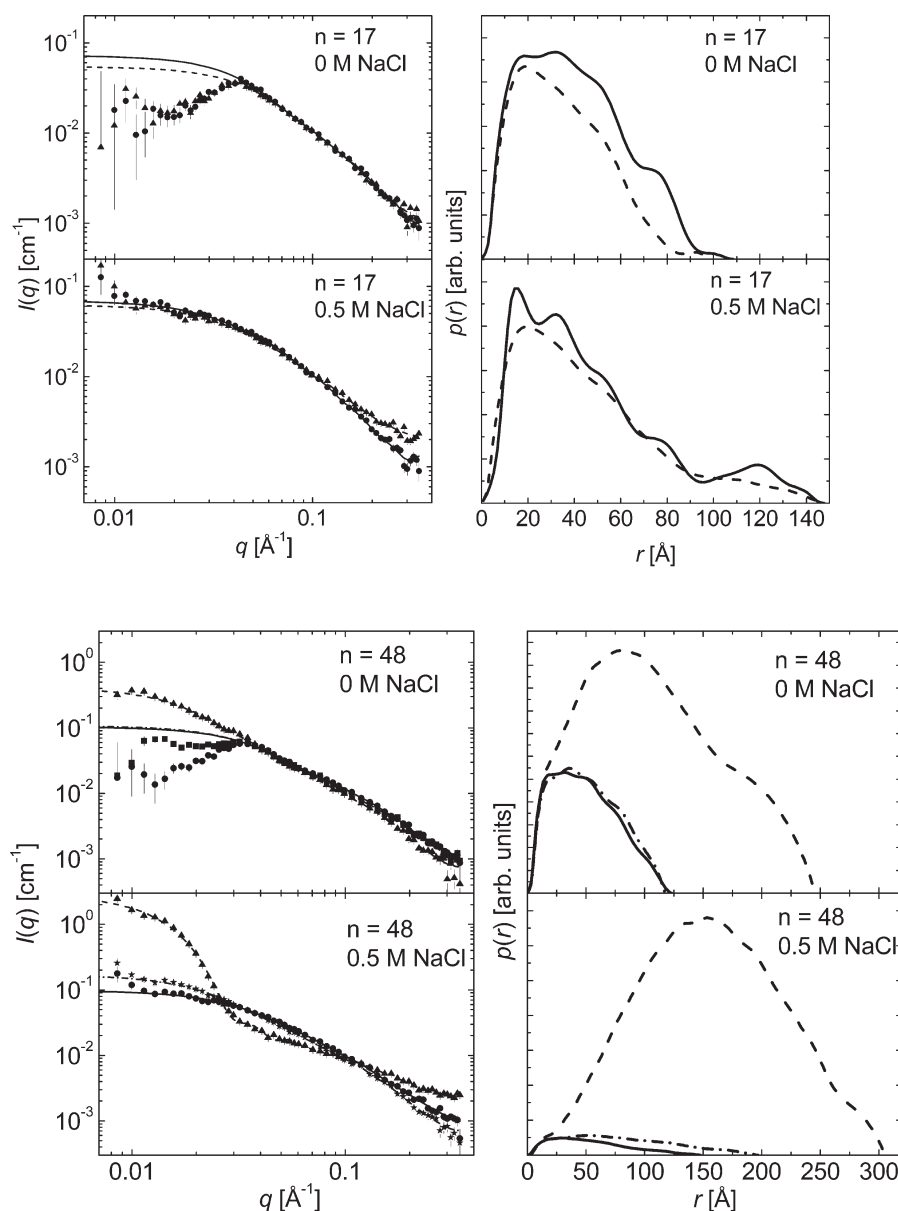 n = 17
0 M NaCl
10⁻¹
10⁻²
10⁻³
n = 17
0.5 M NaCl
10⁻¹
10⁻²
10⁻³
I(q) [cm⁻¹]
0.01 0.1
q [Å⁻¹]
n = 17
0 M NaCl
n = 17
0.5 M NaCl
p(r) [arb. units]
0 20 40 60 80 100 120 140
r [Å]
n = 48
0 M NaCl
10⁰
10⁻¹
10⁻²
10⁻³
n = 48
0.5 M NaCl
10⁰
10⁻¹
10⁻²
10⁻³
I(q) [cm⁻¹]
0.01 0.1
q [Å⁻¹]
n = 48
0 M NaCl
n = 48
0.5 M NaCl
p(r) [arb. units]
0 50 100 150 200 250 300
r [Å]